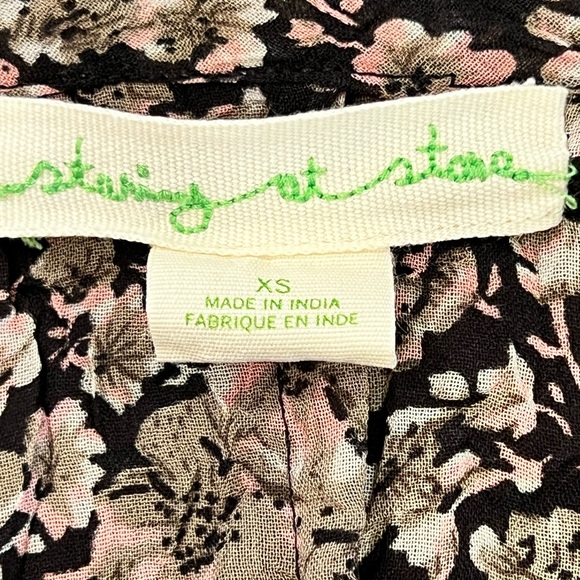 staring at stars
XS
MADE IN INDIA
FABRIQUE EN INDE